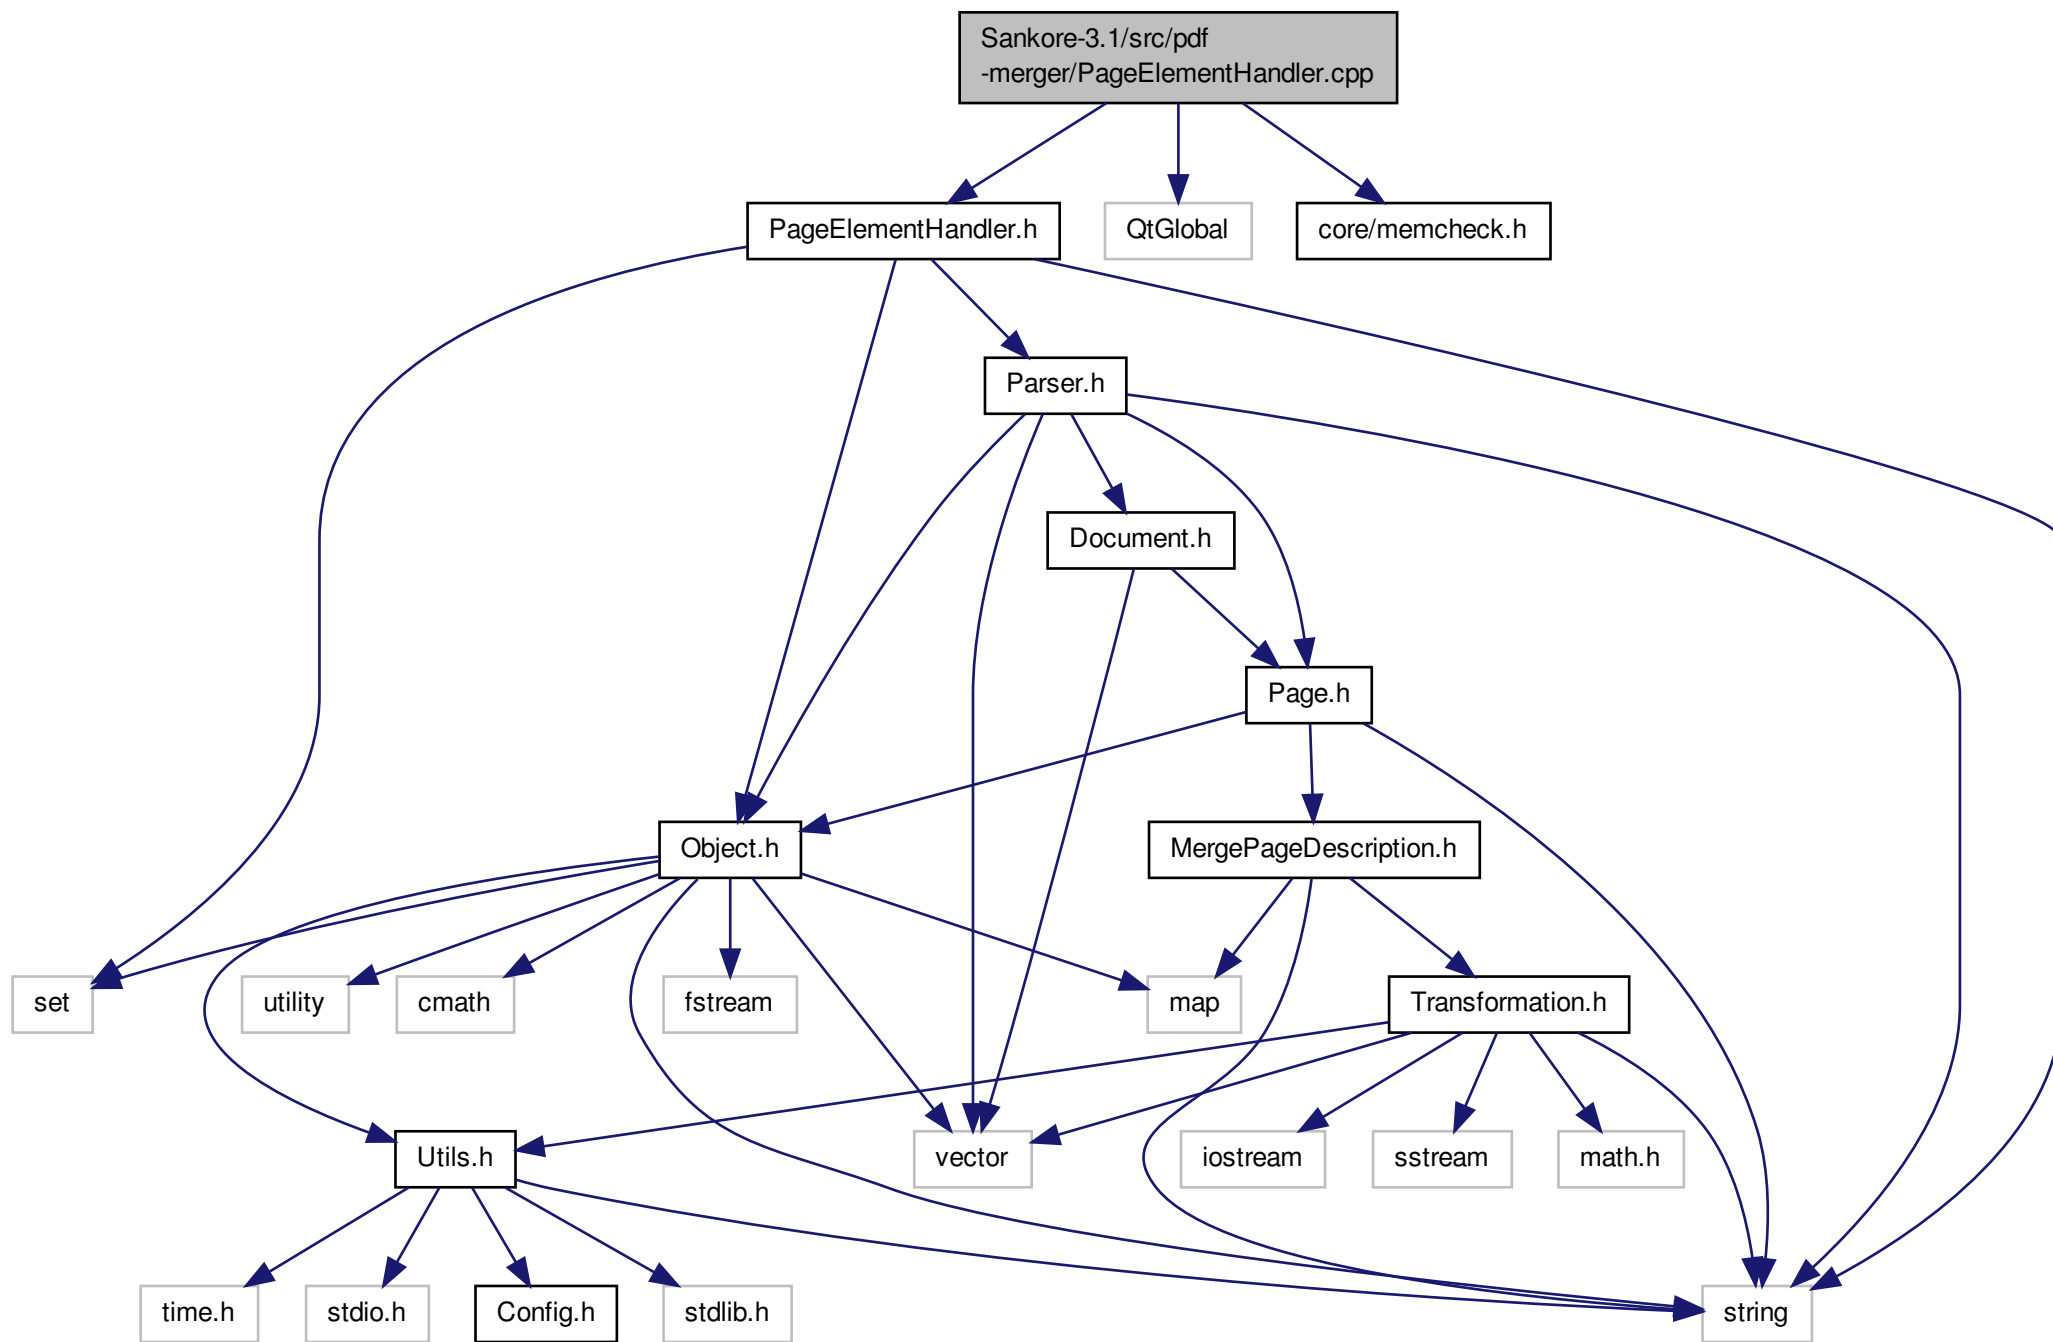 Sankore-3.1/src/pdf
-merger/PageElementHandler.cpp
PageElementHandler.h
QtGlobal
core/memcheck.h
Parser.h
Document.h
Page.h
Object.h
MergePageDescription.h
set
utility
cmath
fstream
map
Transformation.h
Utils.h
vector
iostream
sstream
math.h
time.h
stdio.h
Config.h
stdlib.h
string